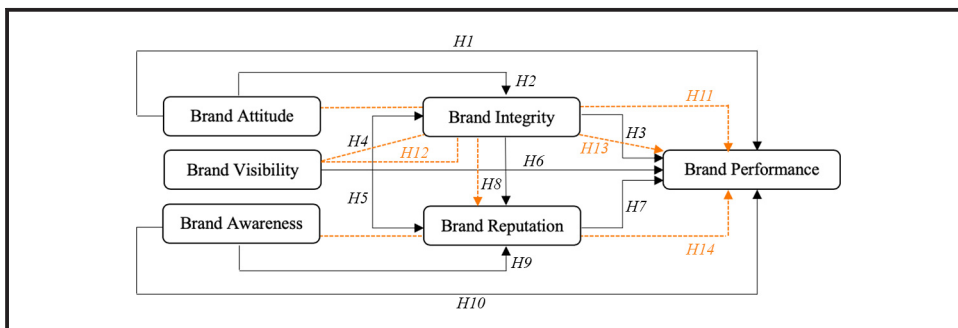 H1
H2
Brand Attitude
Brand Integrity
H11
H4
H3
H12
H13
Brand Visibility
H6
Brand Performance
H8
H5
Brand Awareness
Brand Reputation
H7
H14
H9
H10